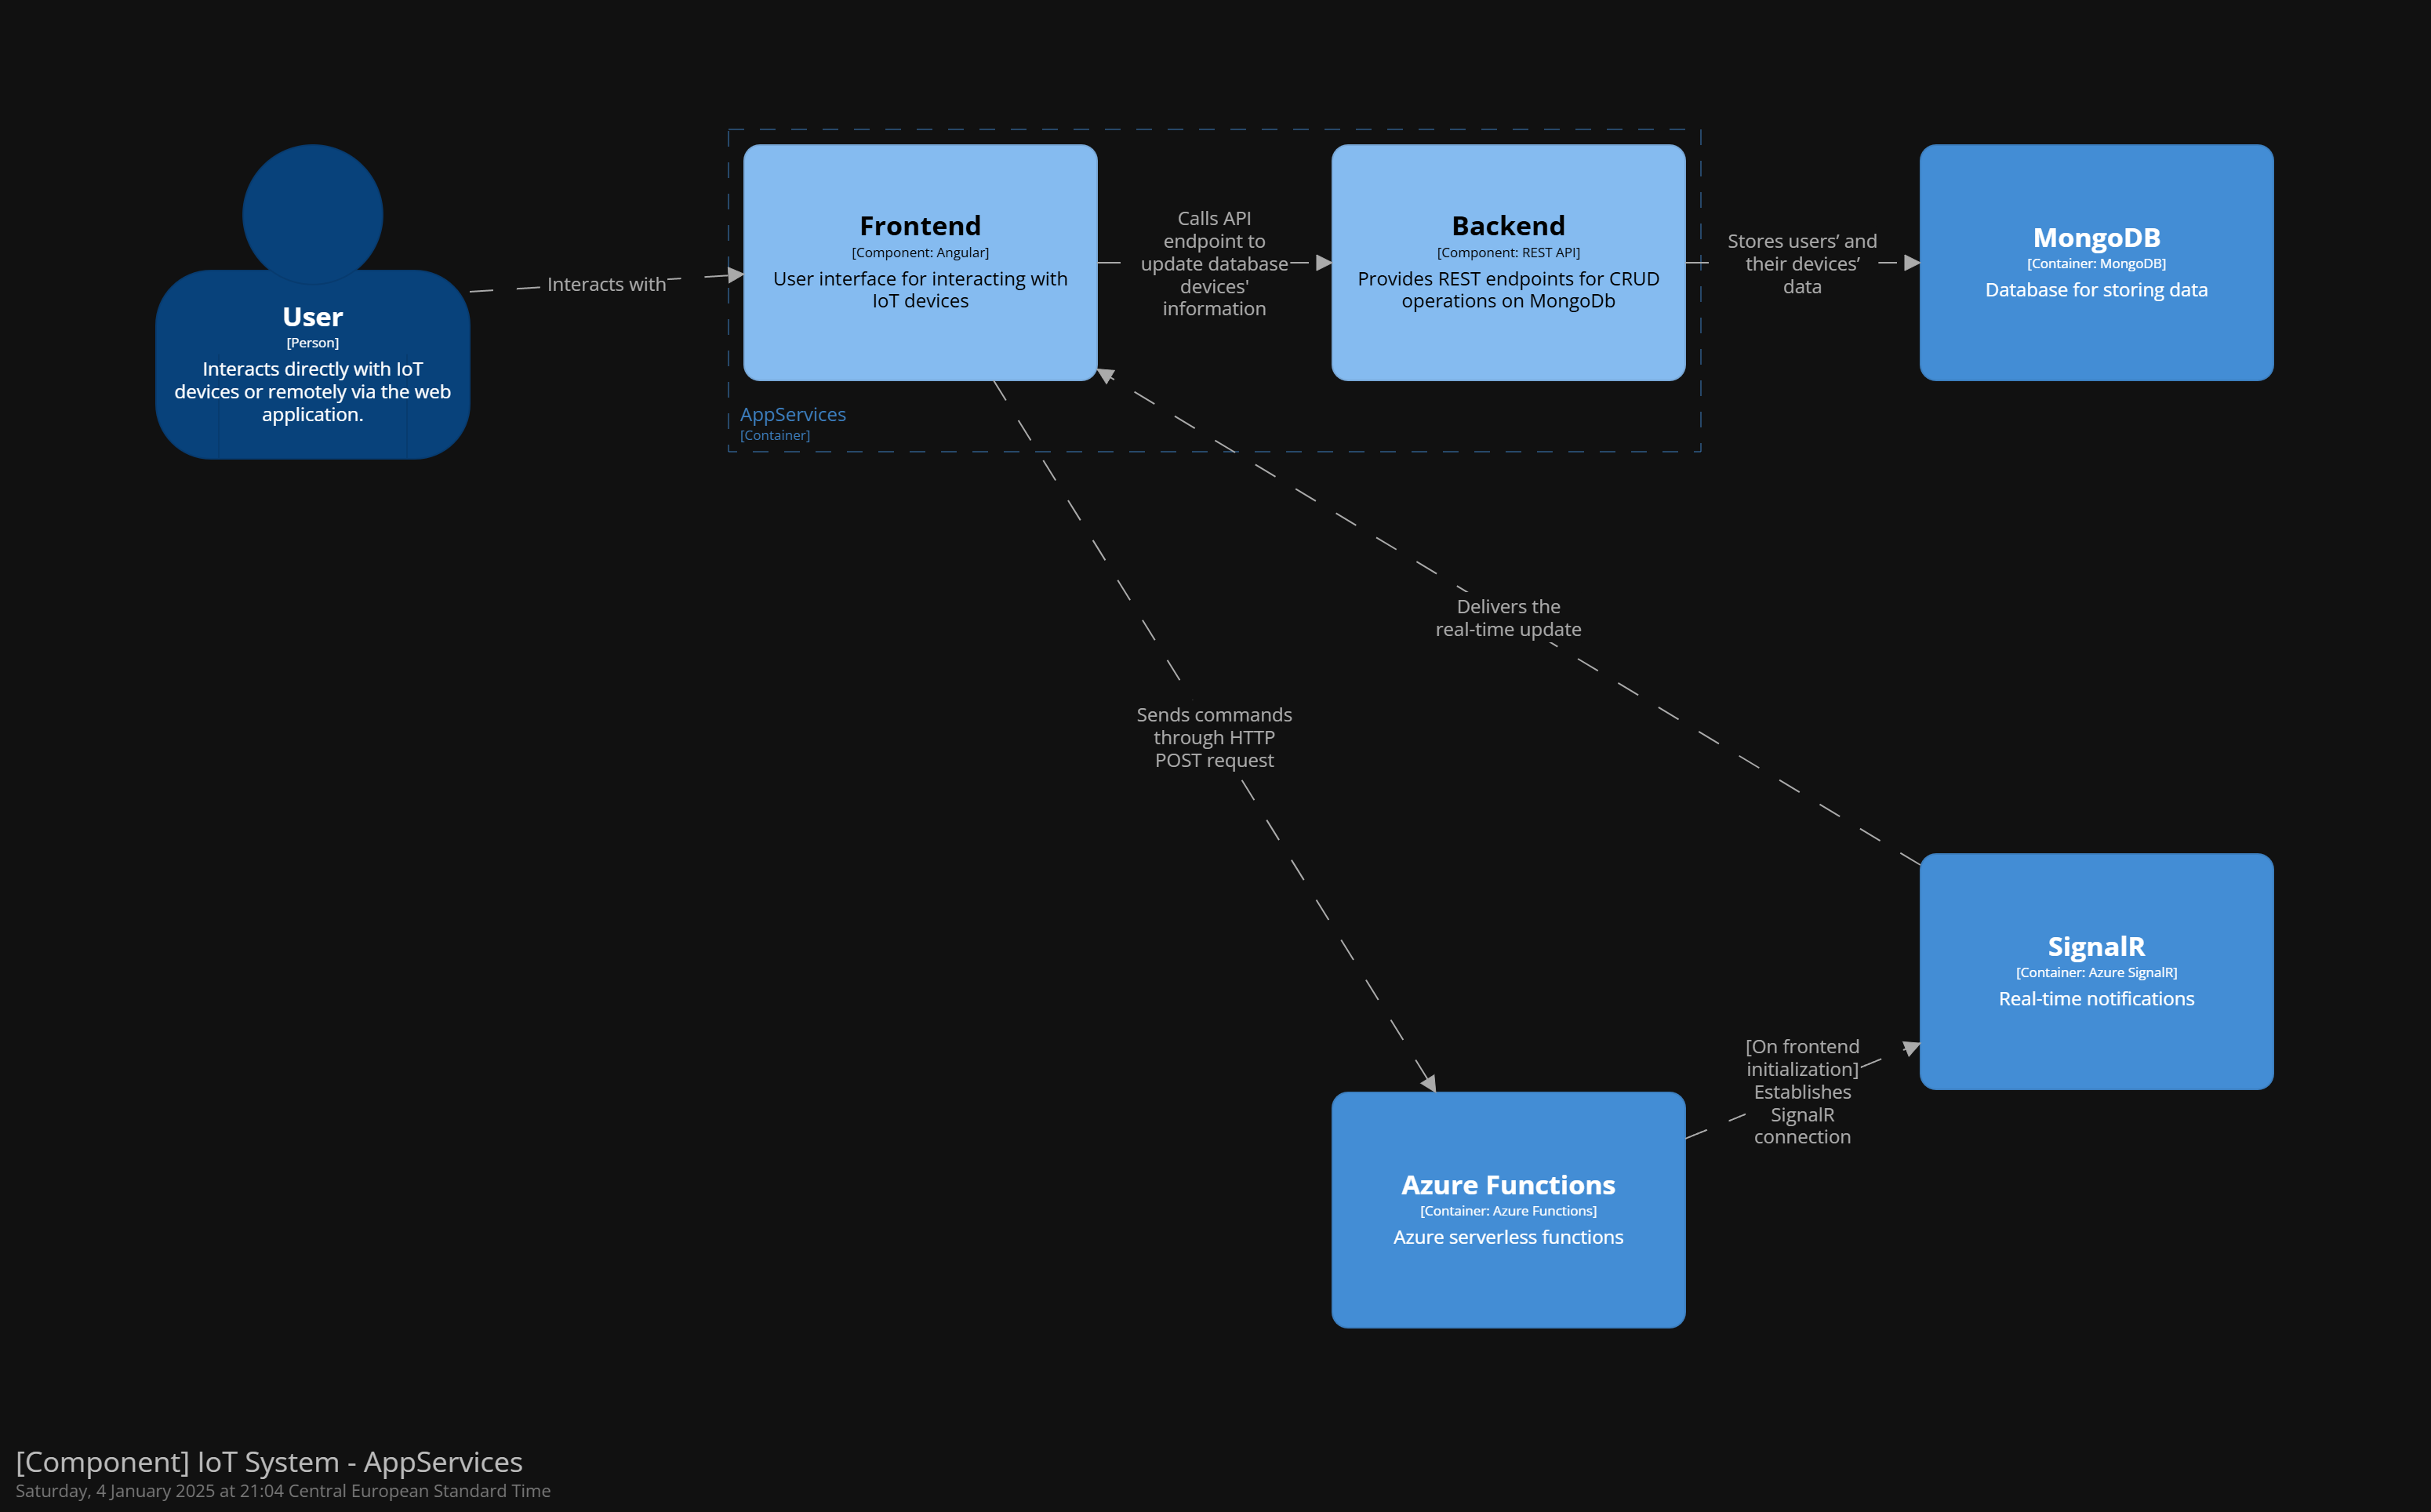 User
[Person]
Interacts directly with IoT
devices or remotely via the web
application.
Interacts with
Frontend
[Component: Angular]
User interface for interacting with
IoT devices
Calls API
endpoint to
update database
devices'
information
Backend
[Component: REST API]
Provides REST endpoints for CRUD
operations on MongoDb
Stores users’ and
their devices’
data
MongoDB
[Container: MongoDB]
Database for storing data
AppServices
[Container]
Delivers the
real-time update
Sends commands
through HTTP
POST request
SignalR
[Container: Azure SignalR]
Real-time notifications
[On frontend
initialization]
Establishes
SignalR
connection
Azure Functions
[Container: Azure Functions]
Azure serverless functions
[Component] IoT System - AppServices
Saturday, 4 January 2025 at 21:04 Central European Standard Time